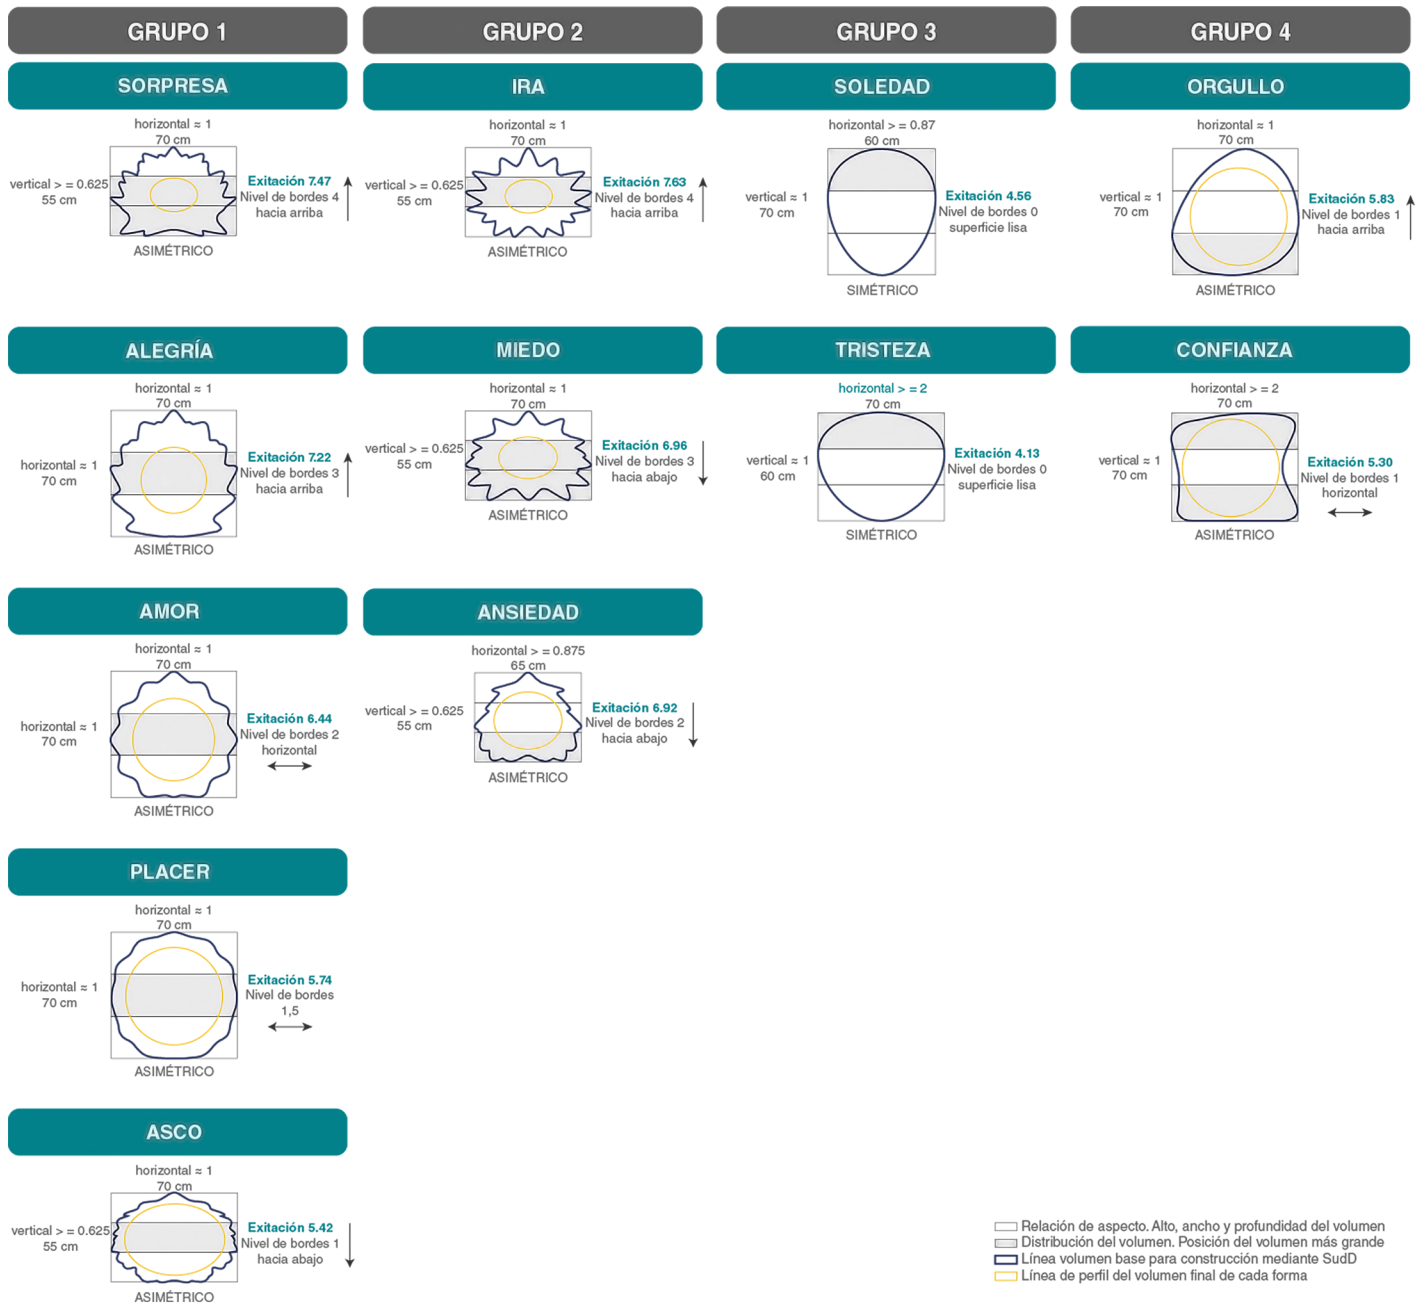 GRUPO 1
GRUPO 2
GRUPO 3
GRUPO 4
SORPRESA
horizontal ≈ 1
70 cm
vertical > = 0.625
55 cm
Exitación 7.47
Nivel de bordes 4
hacia arriba
ASIMÉTRICO
IRA
horizontal ≈ 1
70 cm
vertical > = 0.625
55 cm
Exitación 7.63
Nivel de bordes 4
hacia arriba
ASIMÉTRICO
SOLEDAD
horizontal > = 0.87
60 cm
vertical ≈ 1
70 cm
Exitación 4.56
Nivel de bordes 0
superficie lisa
SIMÉTRICO
ORGULLO
horizontal ≈ 1
70 cm
vertical ≈ 1
70 cm
Exitación 5.83
Nivel de bordes 1
hacia arriba
ASIMÉTRICO
ALEGRÍA
horizontal ≈ 1
70 cm
horizontal ≈ 1
70 cm
Exitación 7.22
Nivel de bordes 3
hacia arriba
ASIMÉTRICO
MIEDO
horizontal ≈ 1
70 cm
vertical > = 0.625
55 cm
Exitación 6.96
Nivel de bordes 3
hacia abajo
ASIMÉTRICO
TRISTEZA
horizontal > = 2
70 cm
vertical ≈ 1
60 cm
Exitación 4.13
Nivel de bordes 0
superficie lisa
SIMÉTRICO
CONFIANZA
horizontal > = 2
70 cm
vertical ≈ 1
70 cm
Exitación 5.30
Nivel de bordes 1
horizontal
ASIMÉTRICO
AMOR
horizontal ≈ 1
70 cm
horizontal ≈ 1
70 cm
Exitación 6.44
Nivel de bordes 2
horizontal
ASIMÉTRICO
ANSIEDAD
horizontal > = 0.875
65 cm
vertical > = 0.625
55 cm
Exitación 6.92
Nivel de bordes 2
hacia abajo
ASIMÉTRICO
PLACER
horizontal ≈ 1
70 cm
horizontal ≈ 1
70 cm
Exitación 5.74
Nivel de bordes
1,5
ASIMÉTRICO
ASCO
horizontal ≈ 1
70 cm
vertical > = 0.625
55 cm
Exitación 5.42
Nivel de bordes 1
hacia abajo
ASIMÉTRICO
Relación de aspecto. Alto, ancho y profundidad del volumen
Distribución del volumen. Posición del volumen más grande
Línea volumen base para construcción mediante SudD
Línea de perfil del volumen final de cada forma